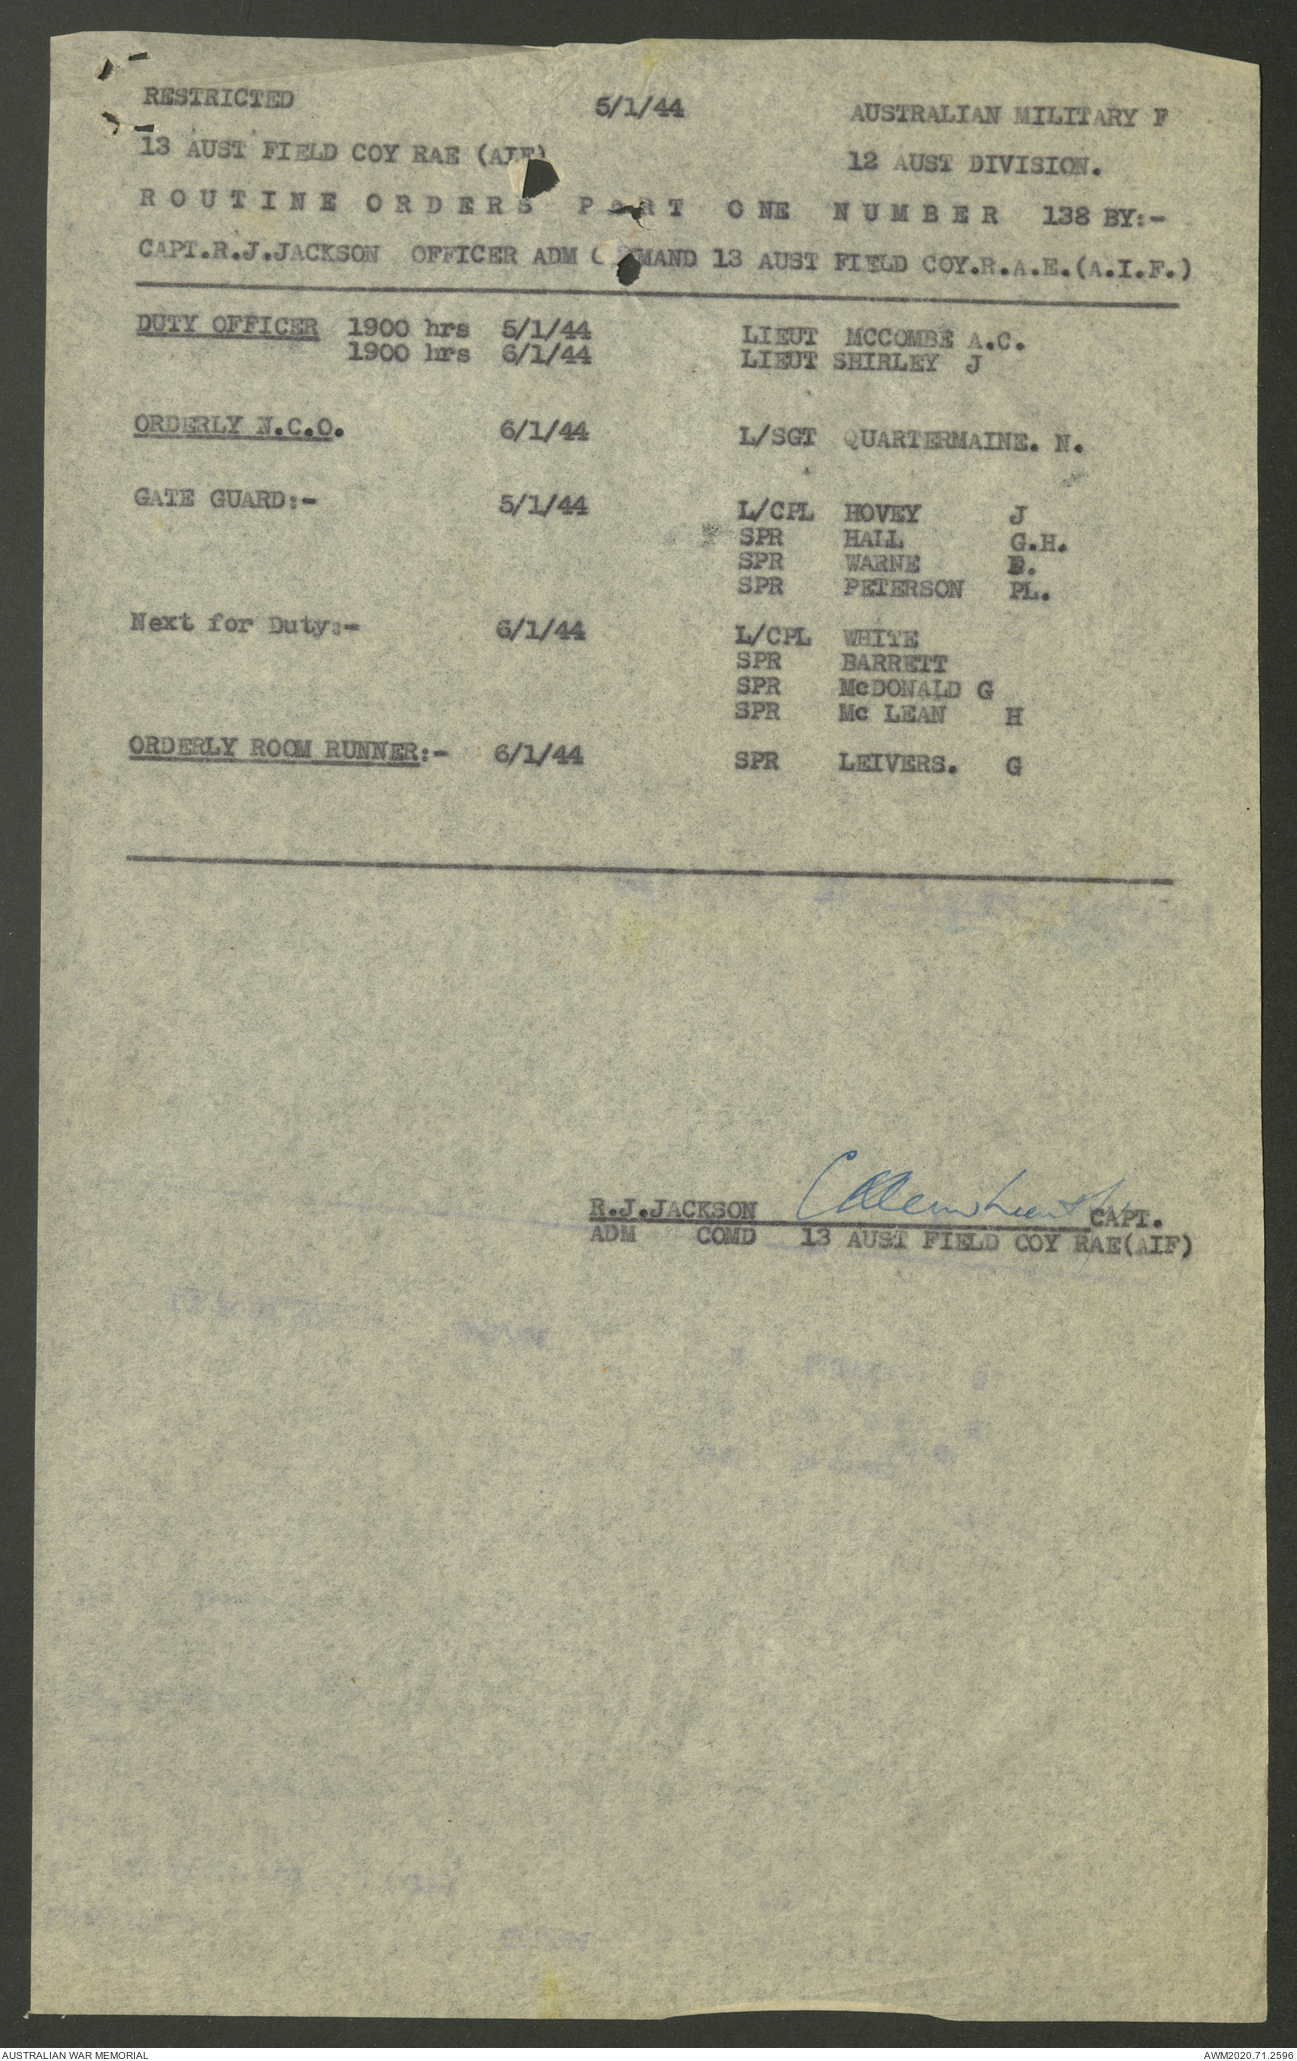 RESTRICTED 5/1/44 AUSTRALIAN MILITARY F
13 AUST FIELD COY RAE (AIF) 12 AUST DIVISION.
R O U T I N E  O R D E R S  P A R T  O NE  N U M B E R  138 BY:-
CAPT.R.J.JACKSON OFFICER ADM C MMAND 13 AUST FIELD COY.R.A.E.(A.I.F.)
DUTY OFFICER 1900 hrs 5/1/44 LIEUT MCCOMBE A.C.
1900 hrs 6/1/44 LIEUT SHIRLEY J
ORDERLY N.C.O. 6/1/44 L/SGT QUARTERMAINE. N.
GATE GUARD:- 5/1/44 L/CPL HOVEY J
SPR HALL G.H.
SPR WARNE
SPR PETERSON PL.
Next for Duty:- 6/1/44 L/CPL WHITE
SPR BARRETT
SPR McDONALD G
SPR Mc LEAN H
ORDERLY ROOM RUNNER:- 6/1/44 SPR LEIVERS. G
R.J.JACKSON CAPT.
ADM COMD 13 AUST FIELD COY RAE(AIF)
AUSTRALIAN WAR MEMORIAL AWM2020.71.2596